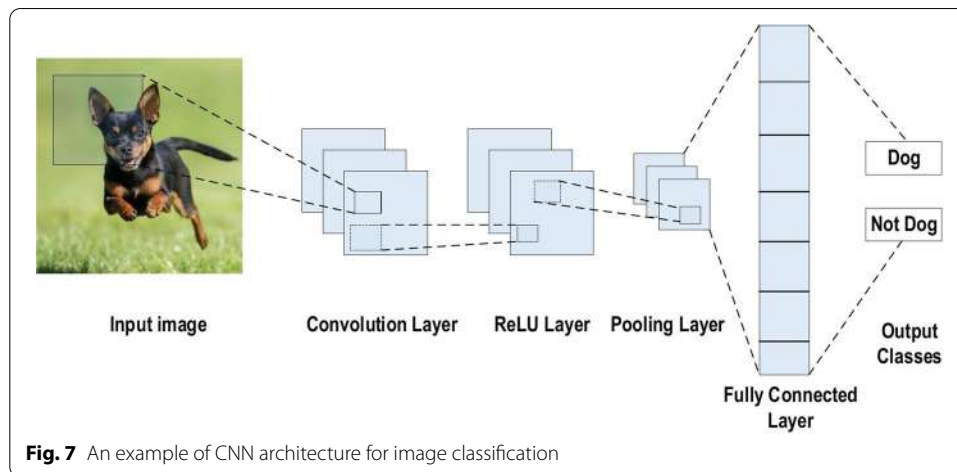 Dog
Not Dog
Input image
Convolution Layer
ReLU Layer
Pooling Layer
Output
Classes
Fully Connected
Layer
Fig. 7 An example of CNN architecture for image classification